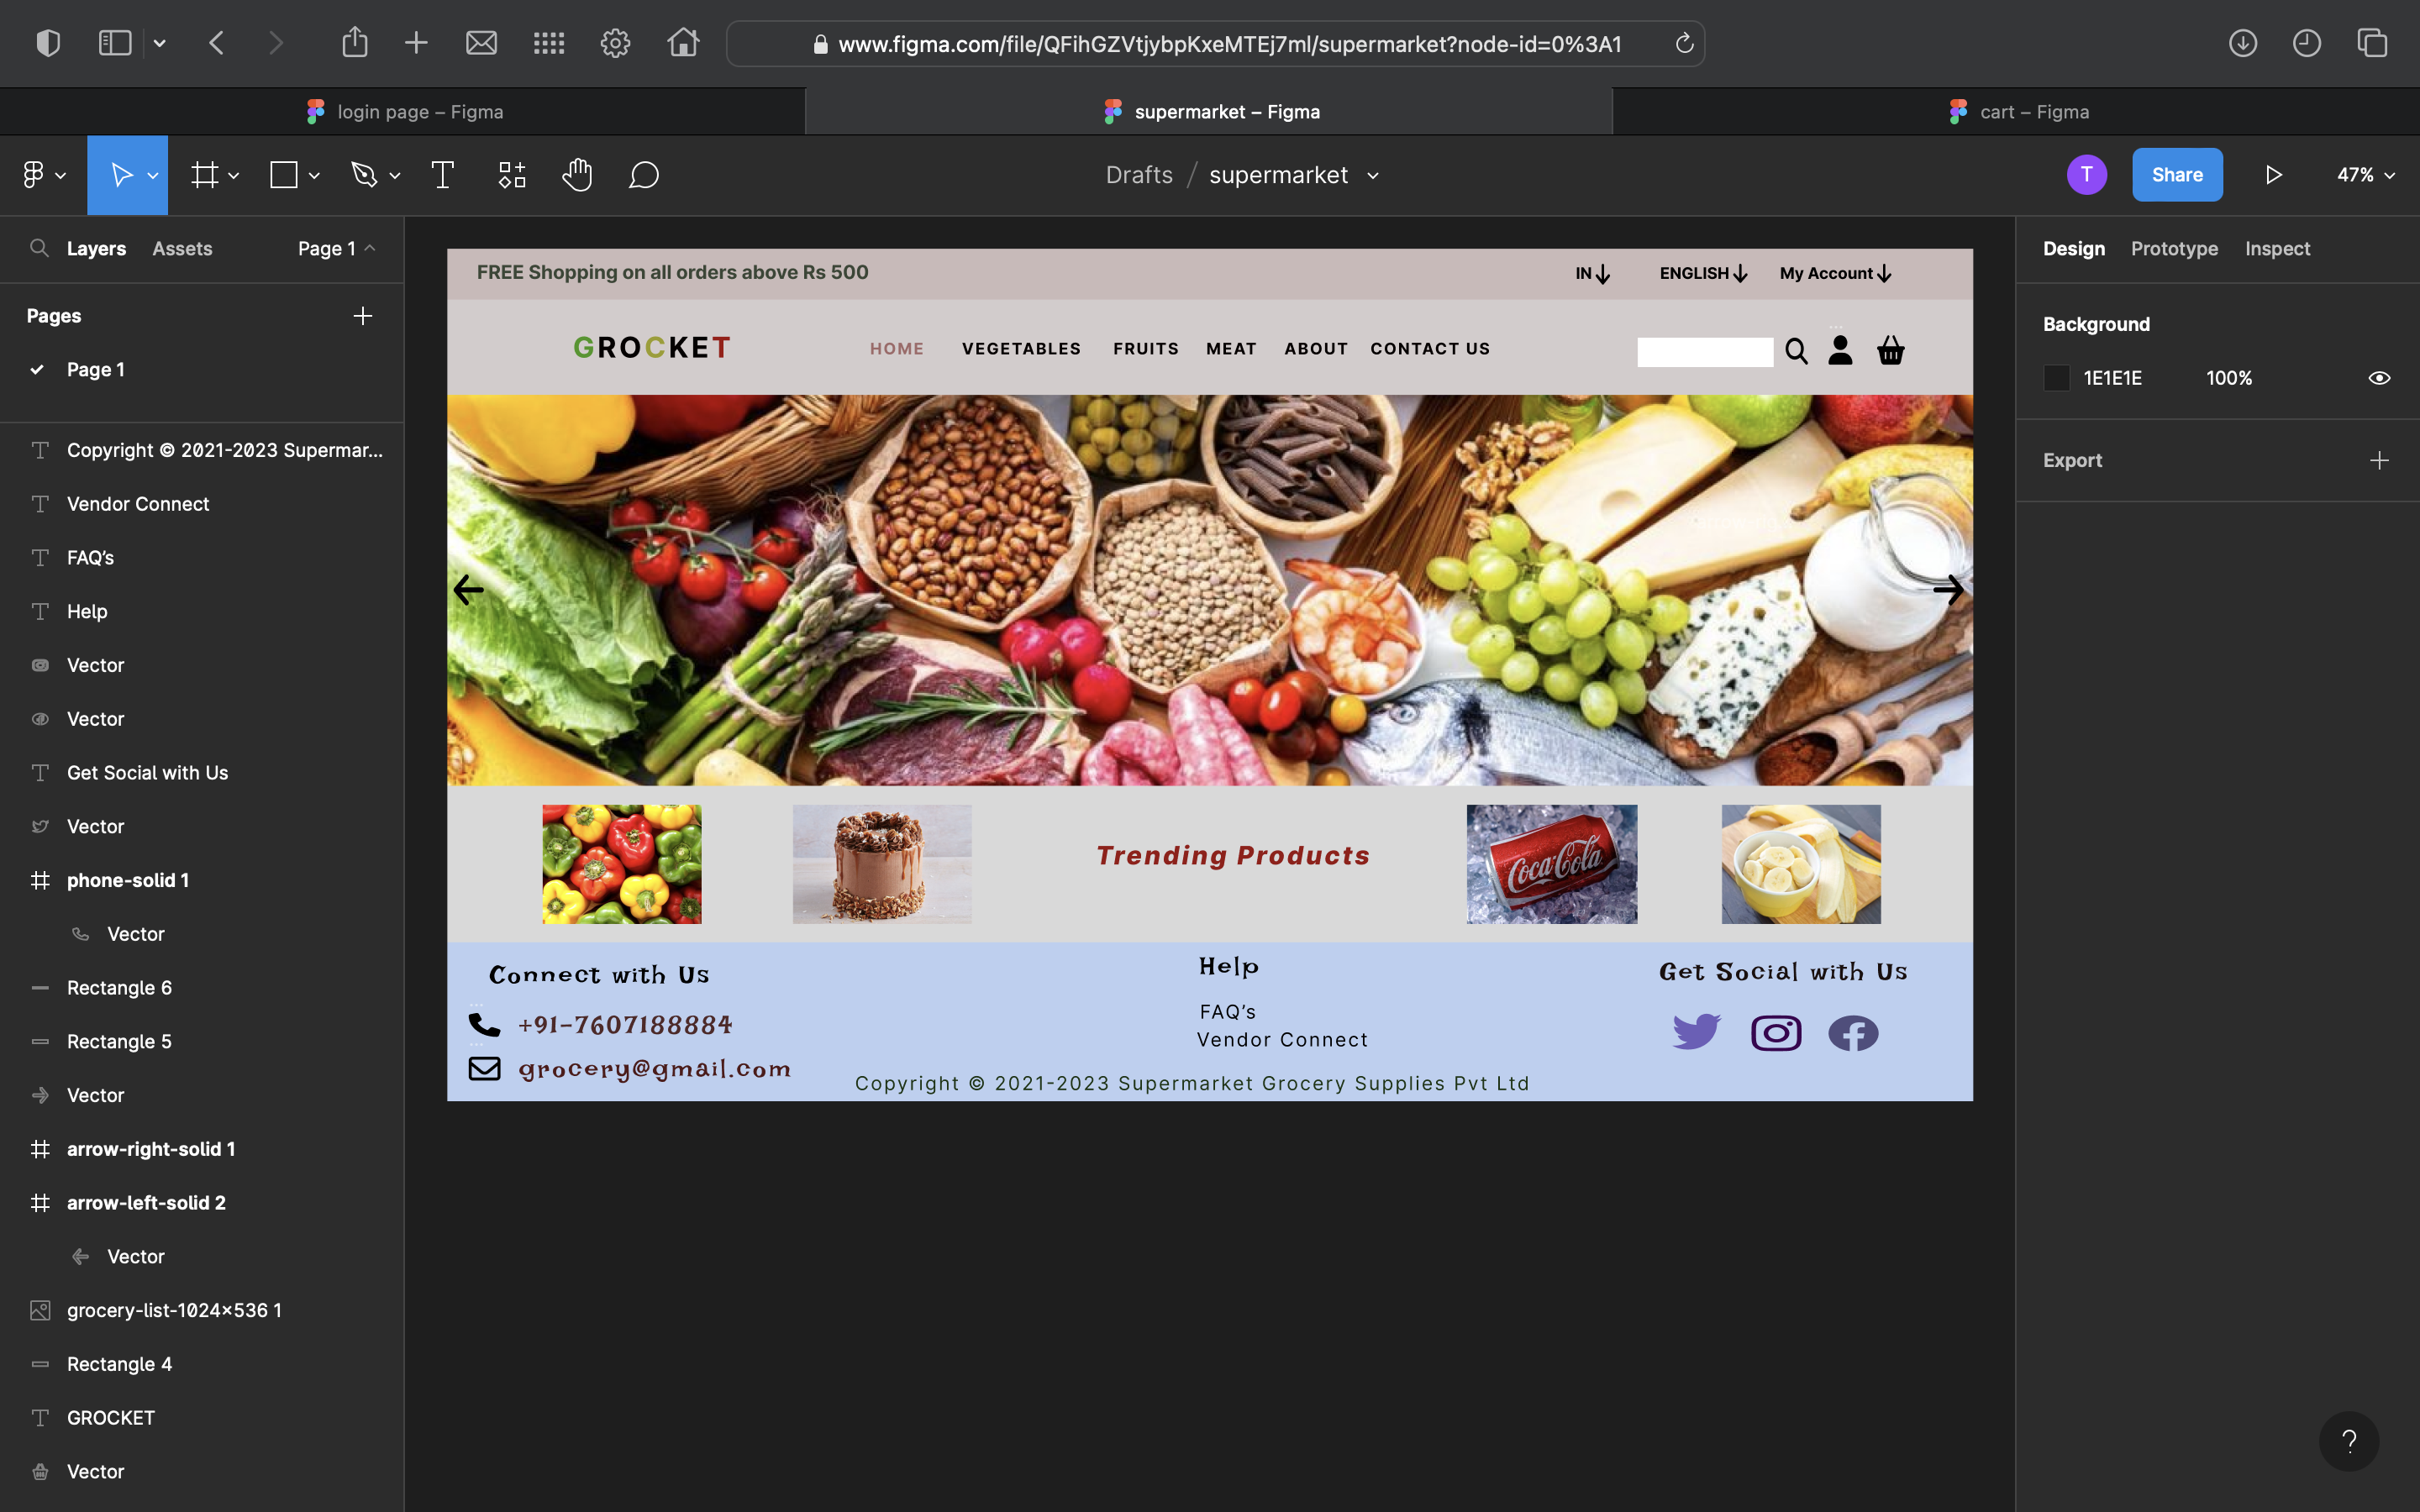 www.figma.com/file/QFihGZVtjybpKxeMTEj7ml/supermarket?node-id=0%3A1
login page – Figma
supermarket – Figma
cart – Figma
Drafts / supermarket
T
Share
47%
Layers
Assets
Page 1
Design
Prototype
Inspect
Pages
Page 1
Background
1E1E1E
100%
Export
Copyright © 2021-2023 Supermar...
Vendor Connect
FAQ’s
Help
Vector
Vector
Get Social with Us
Vector
phone-solid 1
Vector
Rectangle 6
Rectangle 5
Vector
arrow-right-solid 1
arrow-left-solid 2
Vector
grocery-list-1024×536 1
Rectangle 4
GROCKET
Vector
FREE Shopping on all orders above Rs 500
IN
ENGLISH
My Account
GROCKET
HOME
VEGETABLES
FRUITS
MEAT
ABOUT
CONTACT US
Trending Products
Coca-Cola
Connect with Us
+91-7607188884
grocery@gmail.com
Help
FAQ’s
Vendor Connect
Get Social with Us
Copyright © 2021-2023 Supermarket Grocery Supplies Pvt Ltd
?